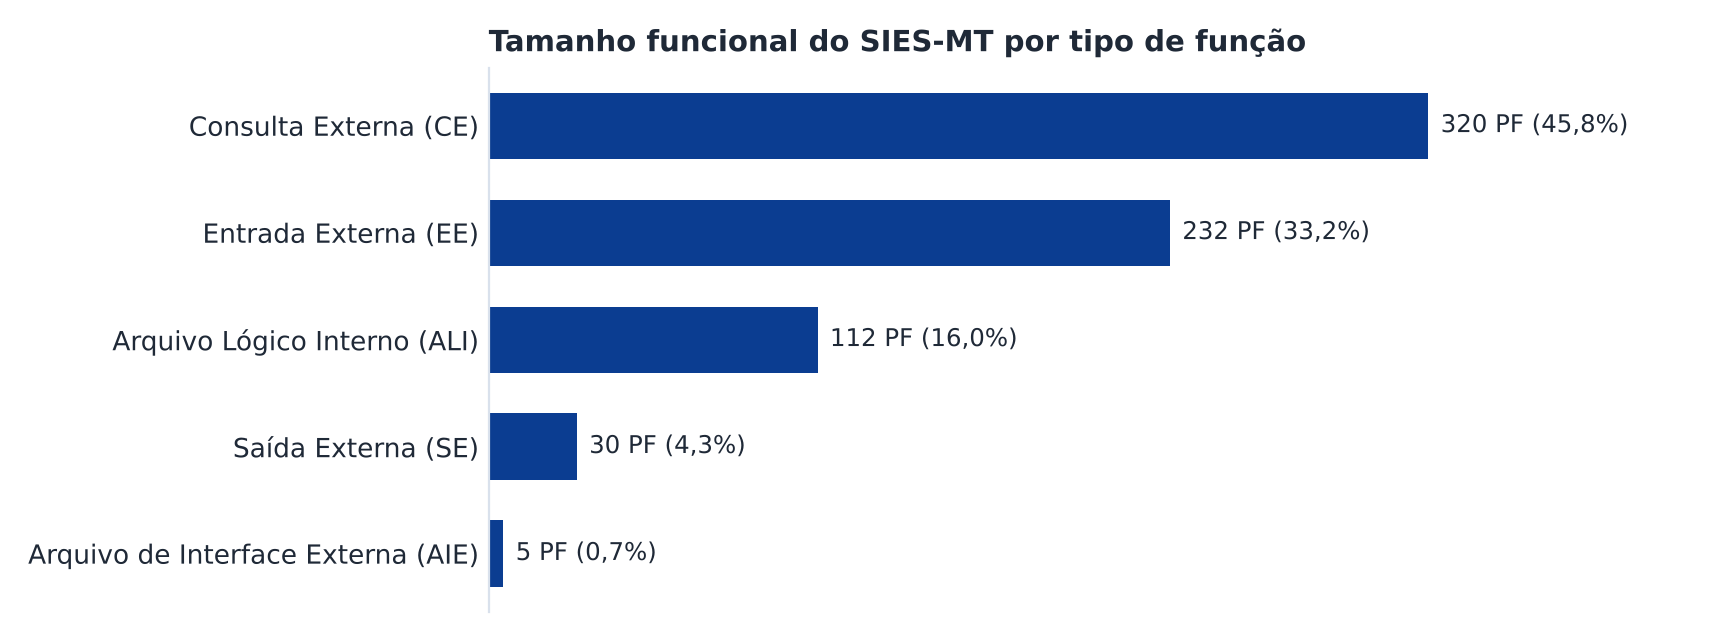 Tamanho funcional do SIES-MT por tipo de função
Consulta Externa (CE) 320 PF (45,8%)
Entrada Externa (EE) 232 PF (33,2%)
Arquivo Lógico Interno (ALI) 112 PF (16,0%)
Saída Externa (SE) 30 PF (4,3%)
Arquivo de Interface Externa (AIE) 5 PF (0,7%)